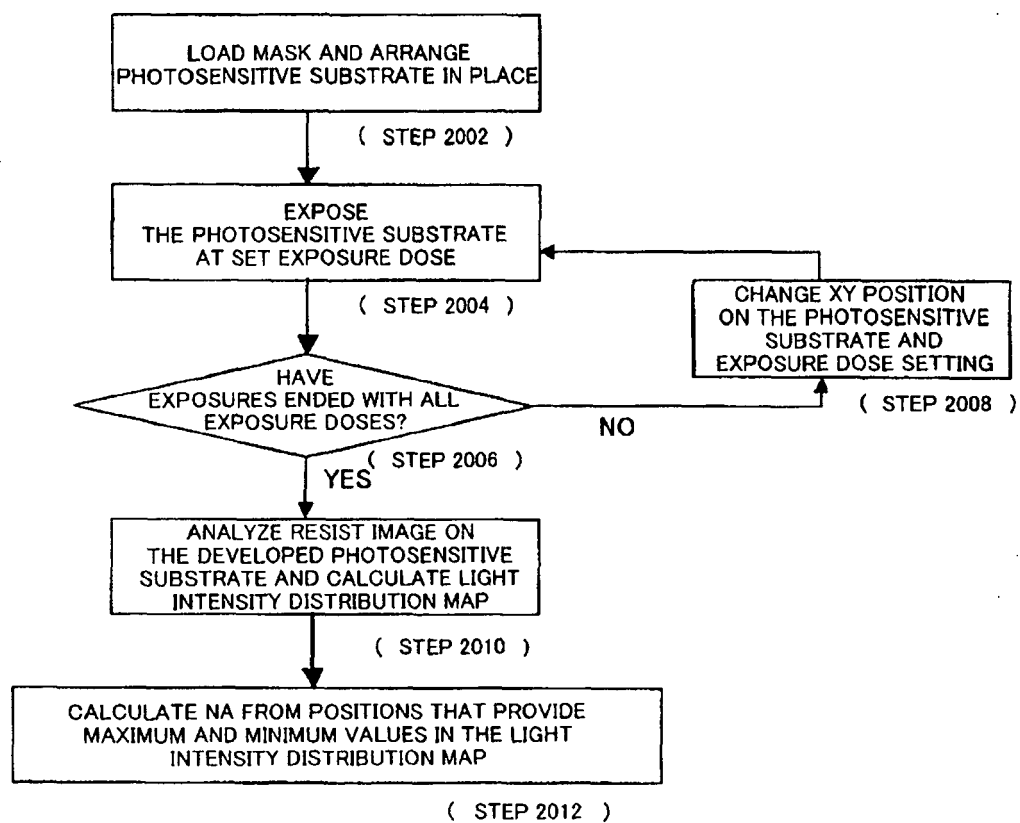 LOAD MASK AND ARRANGE
PHOTOSENSITIVE SUBSTRATE IN PLACE
( STEP 2002 )
EXPOSE
THE PHOTOSENSITIVE SUBSTRATE
AT SET EXPOSURE DOSE
( STEP 2004 )
CHANGE XY POSITION
ON THE PHOTOSENSITIVE
SUBSTRATE AND
EXPOSURE DOSE SETTING
( STEP 2008 )
HAVE
EXPOSURES ENDED WITH ALL
EXPOSURE DOSES?
NO
( STEP 2006 )
YES
ANALYZE RESIST IMAGE ON
THE DEVELOPED PHOTOSENSITIVE
SUBSTRATE AND CALCULATE LIGHT
INTENSITY DISTRIBUTION MAP
( STEP 2010 )
CALCULATE NA FROM POSITIONS THAT PROVIDE
MAXIMUM AND MINIMUM VALUES IN THE LIGHT
INTENSITY DISTRIBUTION MAP
( STEP 2012 )